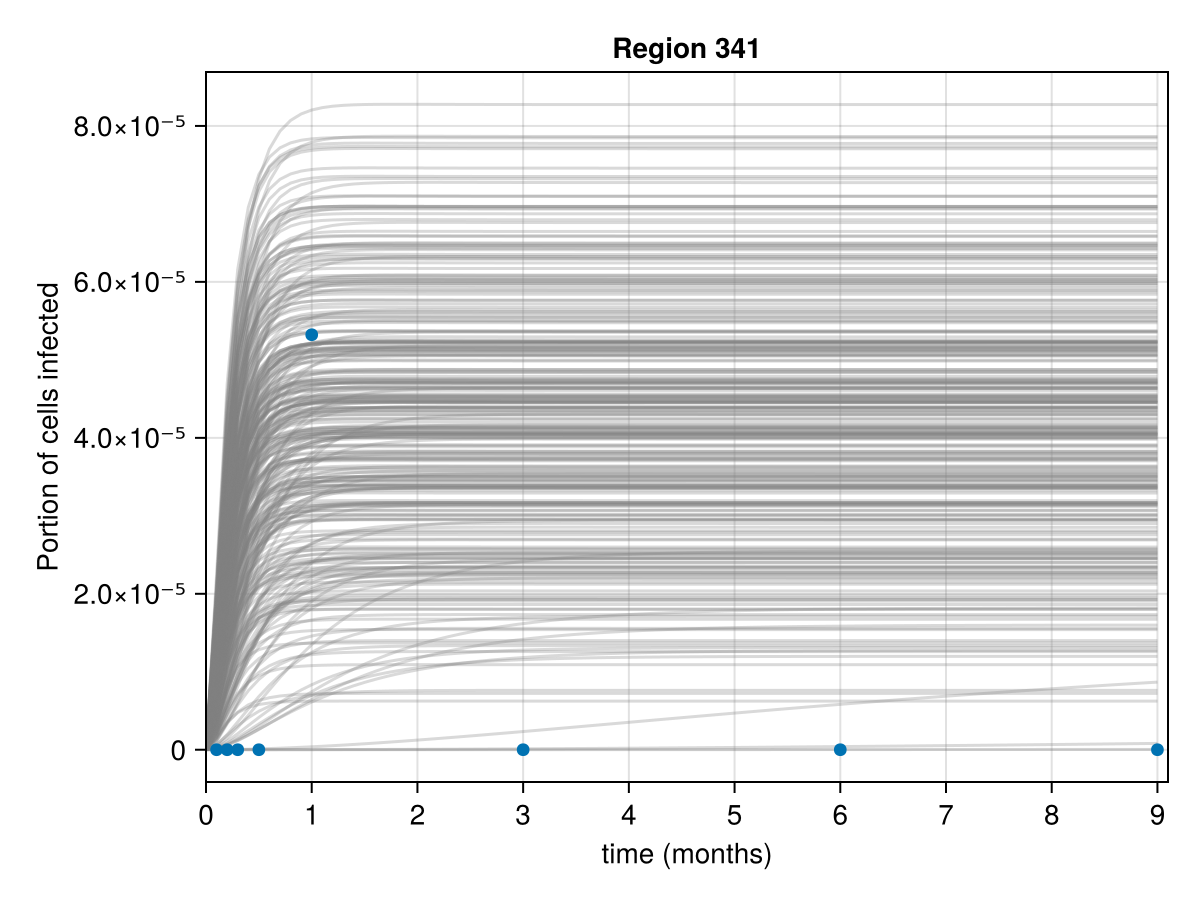 Region 341
8.0×10⁻⁵
6.0×10⁻⁵
4.0×10⁻⁵
2.0×10⁻⁵
0
Portion of cells infected
0 1 2 3 4 5 6 7 8 9
time (months)